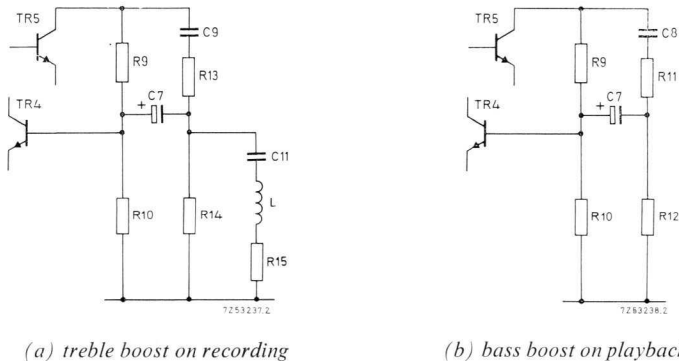 TR5
C9
R9
R13
C7
+
TR4
C11
L
R10
R14
R15
7Z53237.2
(a) treble boost on recording
TR5
C8
R9
R11
C7
+
TR4
R10
R12
7Z63238.2
(b) bass boost on playback